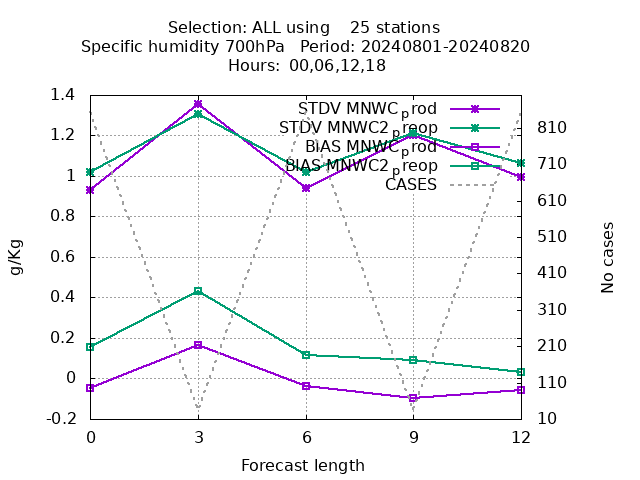 Selection: ALL using    25 stations
Specific humidity 700hPa   Period: 20240801-20240820
Hours:  00,06,12,18
STDV MNWC_prod
STDV MNWC2_preop
BIAS MNWC_prod
BIAS MNWC2_preop
CASES
1.4
1.2
1
0.8
0.6
0.4
0.2
0
-0.2
g/Kg
810
710
610
510
410
310
210
110
10
No cases
0 3 6 9 12
Forecast length